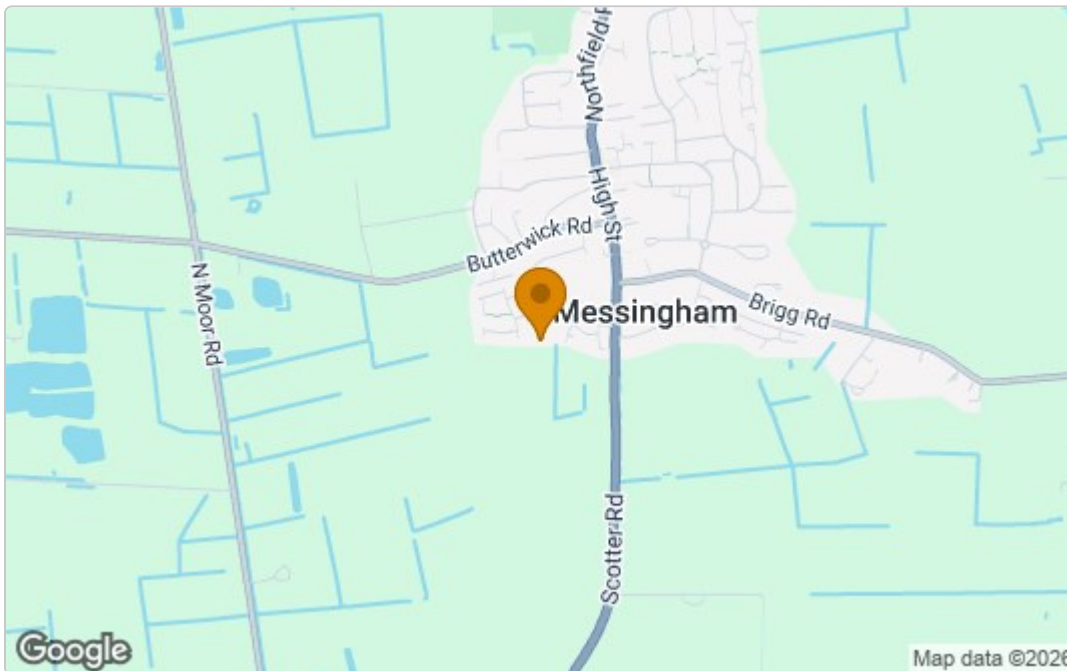 Northfield R
High St
Butterwick Rd
N Moor Rd
Messingham
Brigg Rd
Scotter Rd
Google
Map data ©2026